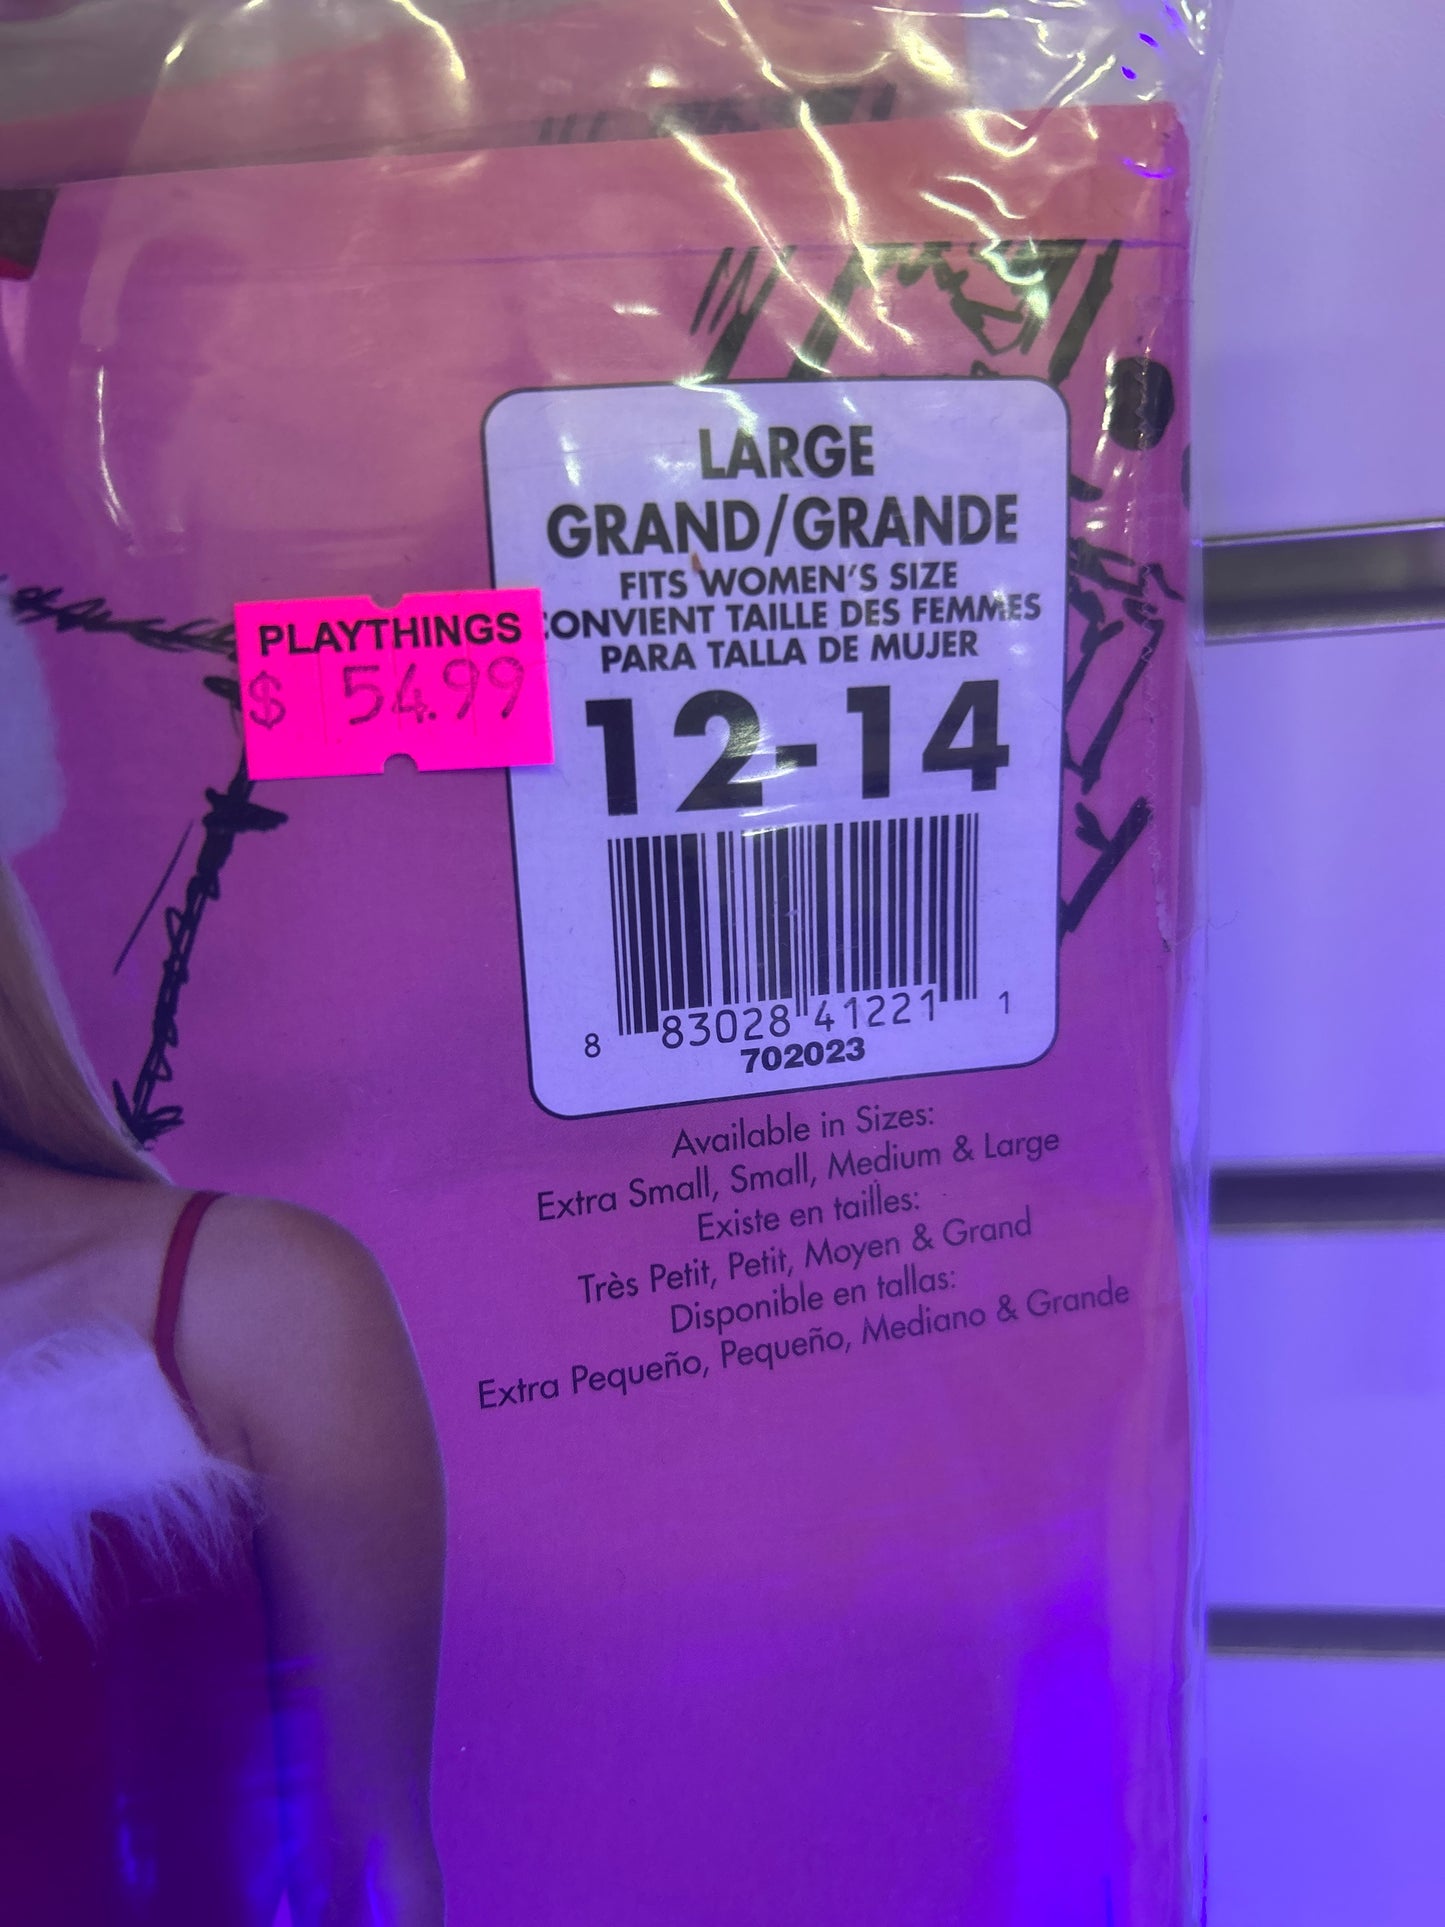 LARGE
GRAND/GRANDE
FITS WOMEN'S SIZE
CONVIENT TAILLE DES FEMMES
PARA TALLA DE MUJER
PLAYTHINGS
$ 54.99
12-14
8 83028 41221 1
702023
Available in Sizes:
Extra Small, Small, Medium & Large
Existe en tailles:
Très Petit, Petit, Moyen & Grand
Disponible en tallas:
Extra Pequeño, Pequeño, Mediano & Grande